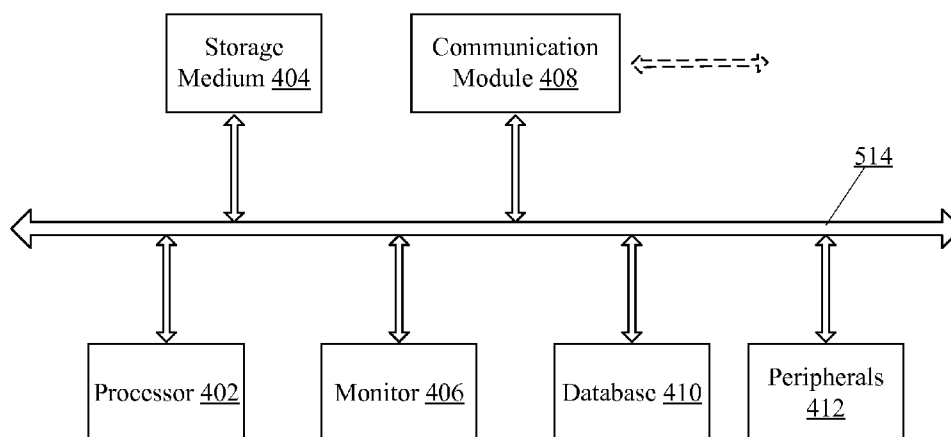 Storage
Medium 404
Communication
Module 408
514
Processor 402
Monitor 406
Database 410
Peripherals
412